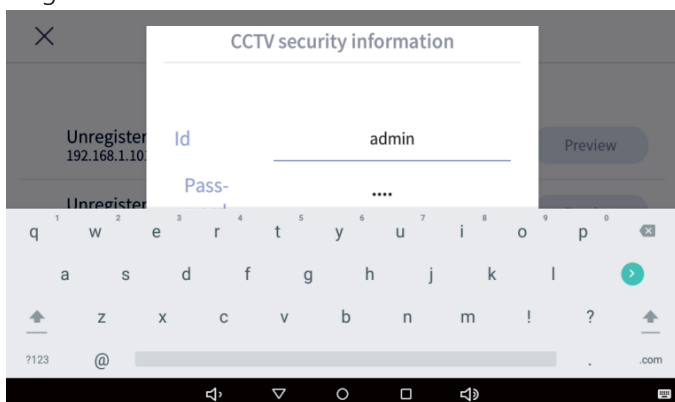 CCTV security information
Unregister
192.168.1.10
Id
admin
Preview
Pass-
••••
Unregister
1 2 3 4 5 6 7 8 9 0
q w e r t y u i o p
a s d f g h j k l
z x c v b n m ! ?
?123 @ . .com